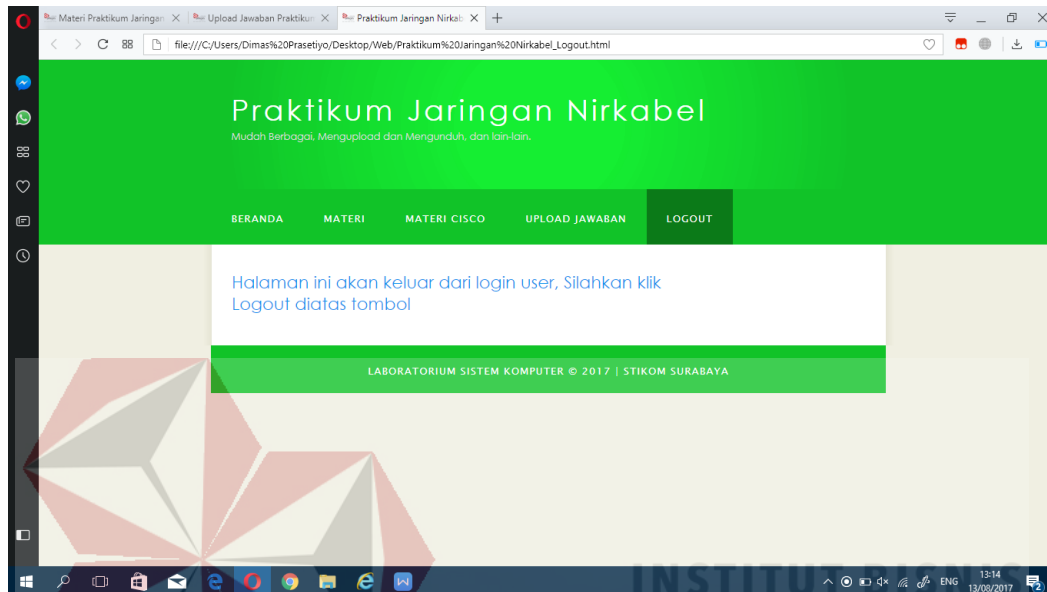 Materi Praktikum Jaringan
Upload Jawaban Praktikum
Praktikum Jaringan Nirkab
file:///C:/Users/Dimas%20Prasetiyo/Desktop/Web/Praktikum%20Jaringan%20Nirkabel_Logout.html
Praktikum Jaringan Nirkabel
Mudah Berbagai, Mengupload dan Mengunduh, dan lain-lain.
BERANDA MATERI MATERI CISCO UPLOAD JAWABAN LOGOUT
Halaman ini akan keluar dari login user, Silahkan klik
Logout diatas tombol
LABORATORIUM SISTEM KOMPUTER © 2017 | STIKOM SURABAYA
INSTITUT BISNIS
ENG
13:14
13/08/2017
2